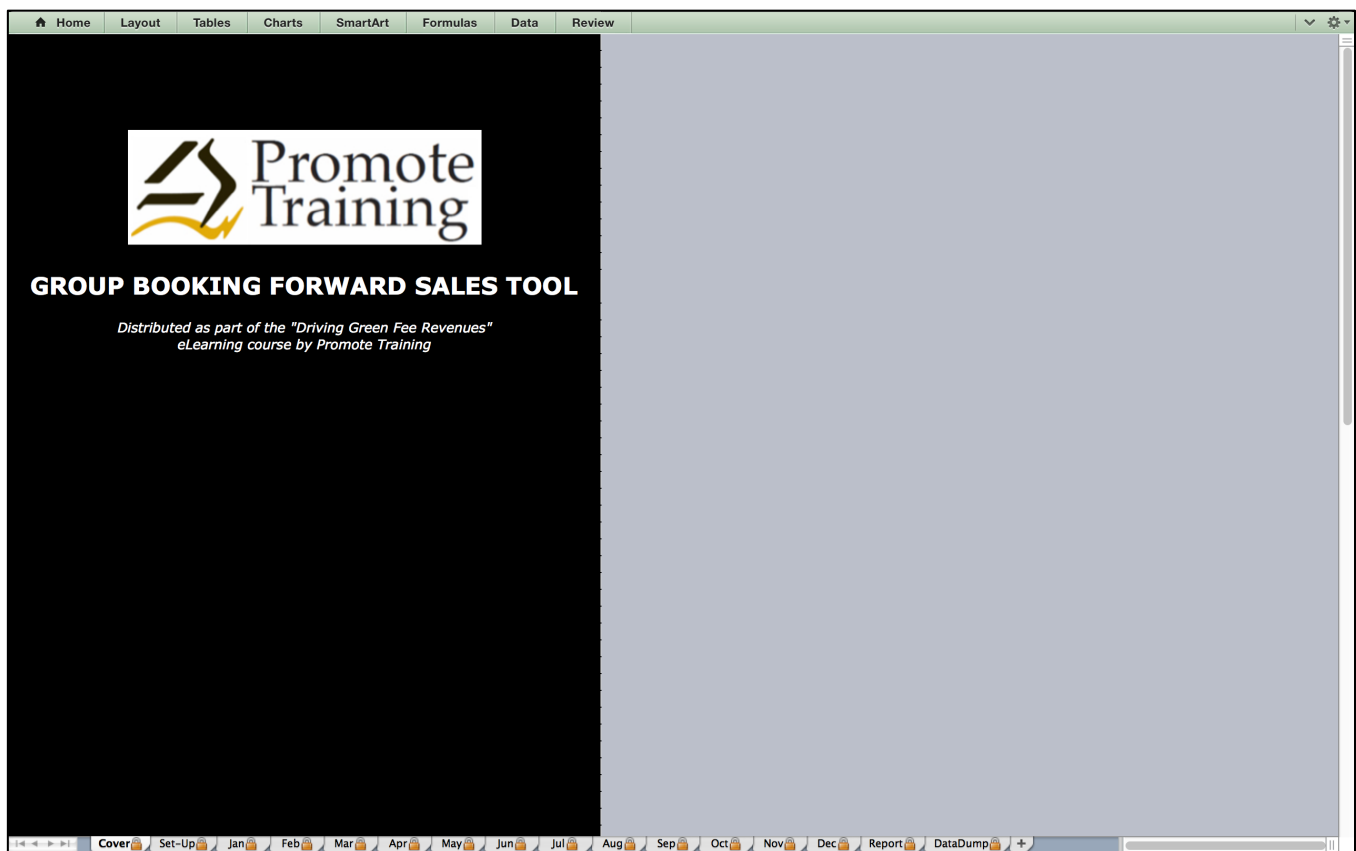 Home Layout Tables Charts SmartArt Formulas Data Review
Promote
Training
GROUP BOOKING FORWARD SALES TOOL
Distributed as part of the "Driving Green Fee Revenues"
eLearning course by Promote Training
Cover Set-Up Jan Feb Mar Apr May Jun Jul Aug Sep Oct Nov Dec Report DataDump +